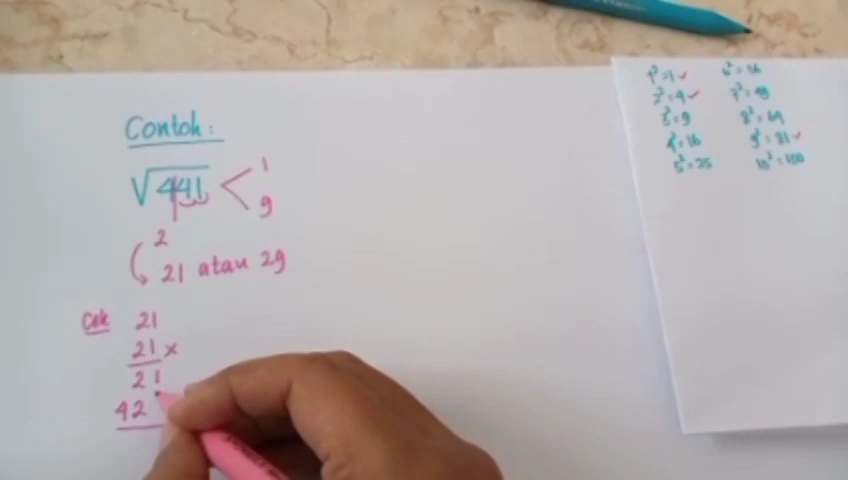 Contoh:
√441 < 1
9
2
21 atau 29
Cek 21
21 x
21
42
1² = 1 ✓
2² = 4 ✓
3² = 9
4² = 16
5² = 25
6² = 36
7² = 49
8² = 64
9² = 81 ✓
10² = 100